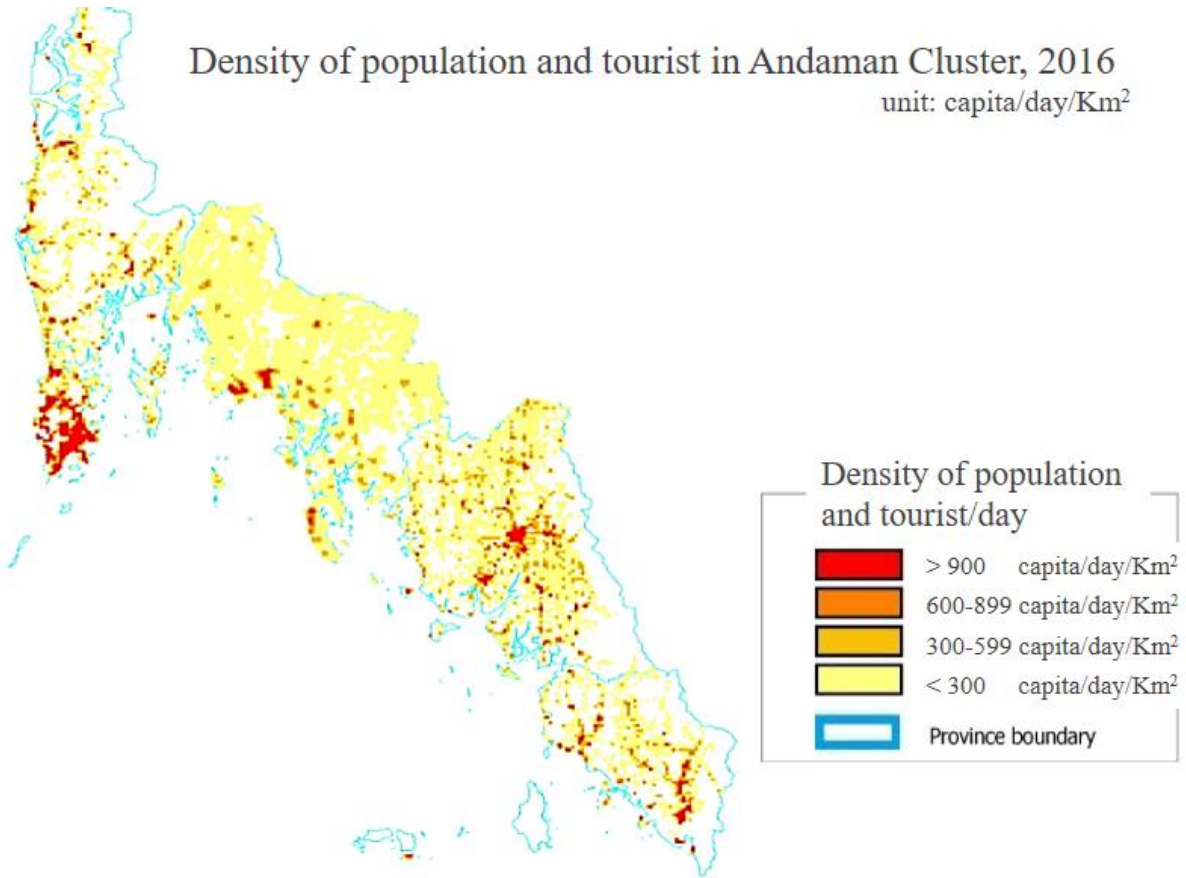 Density of population and tourist in Andaman Cluster, 2016
unit: capita/day/Km²
Density of population
and tourist/day
> 900 capita/day/Km²
600-899 capita/day/Km²
300-599 capita/day/Km²
< 300 capita/day/Km²
Province boundary